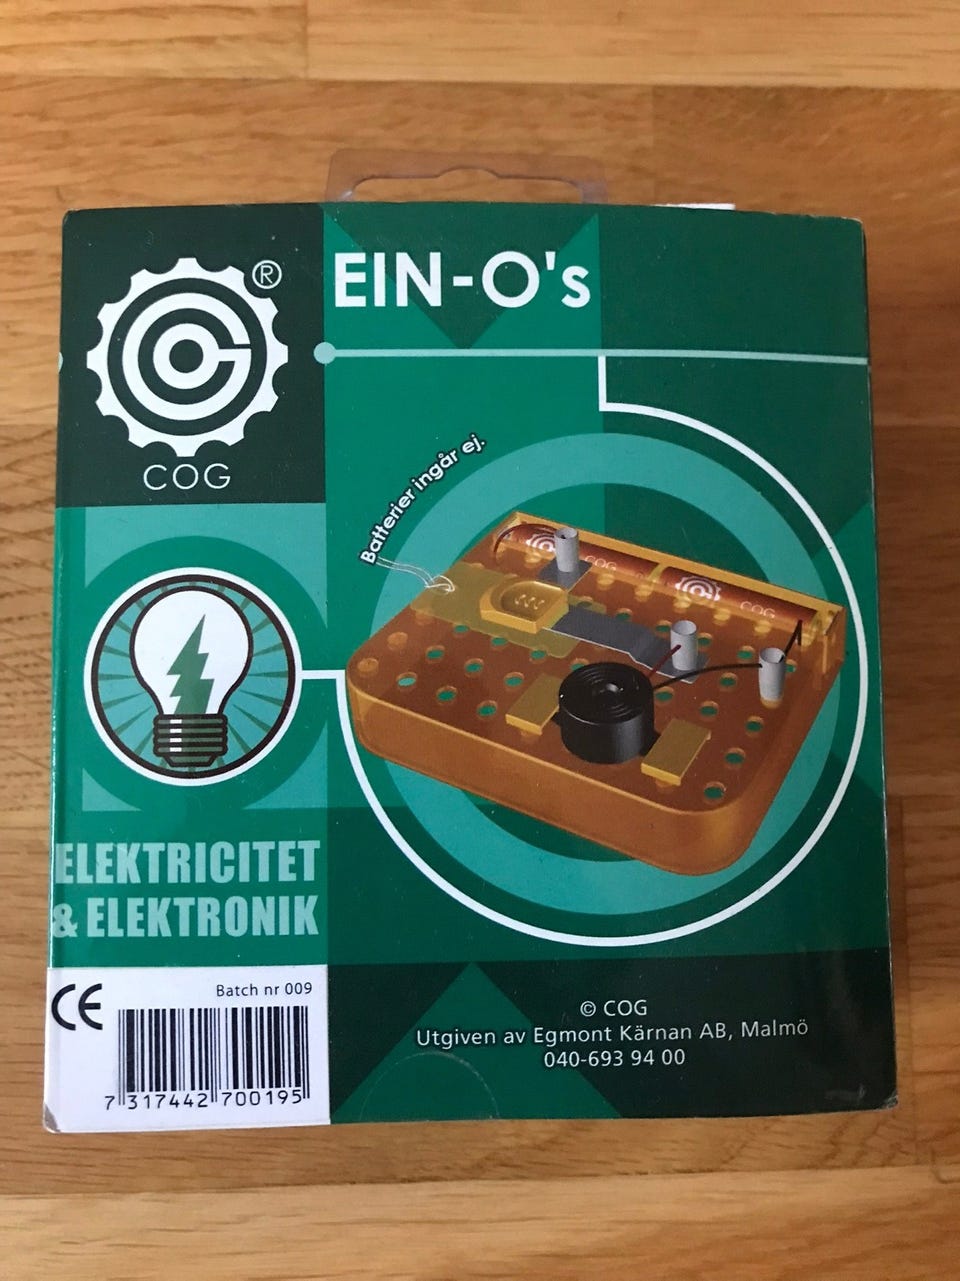 ®
EIN-O's
COG
Batterier ingår ej.
COG
COG
ELEKTRICITET
& ELEKTRONIK
CE
Batch nr 009
7 317442 700195
© COG
Utgiven av Egmont Kärnan AB, Malmö
040-693 94 00